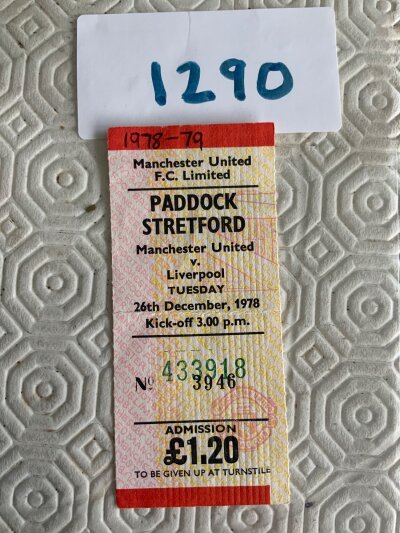 1290
1978-79
Manchester United
F.C. Limited
PADDOCK
STRETFORD
Manchester United
v.
Liverpool
TUESDAY
26th December, 1978
Kick-off 3.00 p.m.
433918
Nº 3946
ADMISSION
£1.20
TO BE GIVEN UP AT TURNSTILE